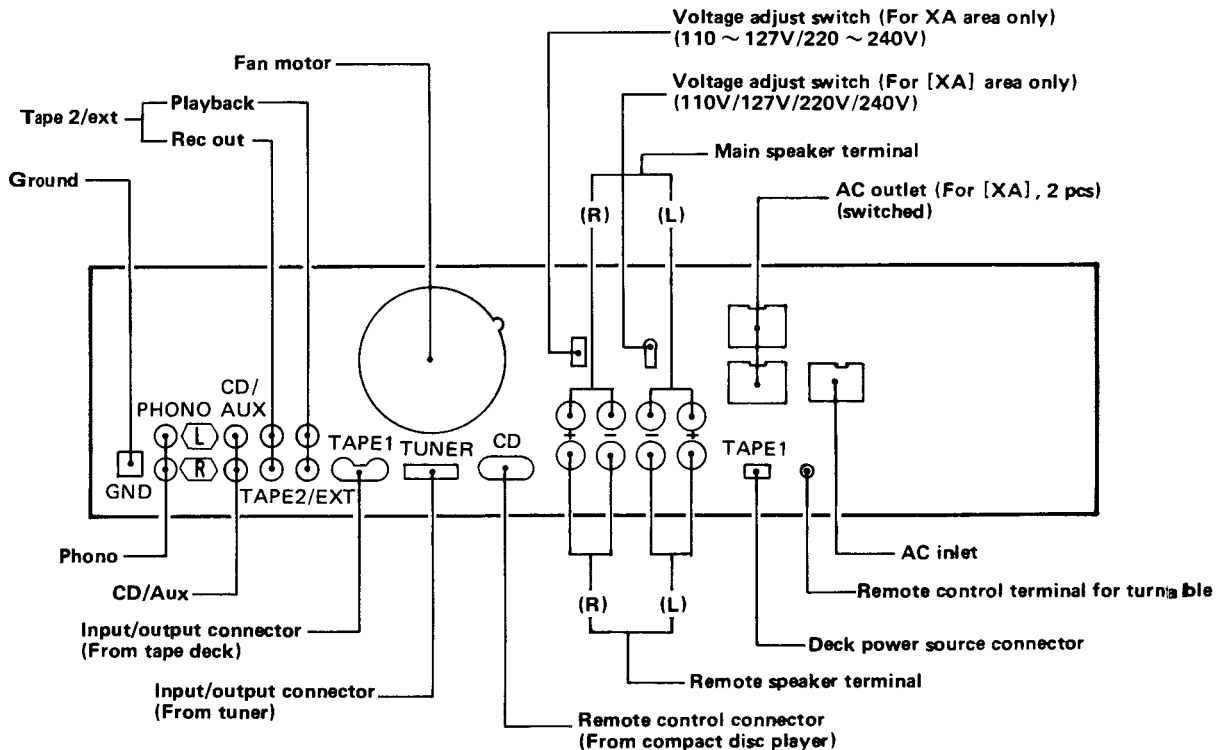 Voltage adjust switch (For XA area only)
(110 ~ 127V/220 ~ 240V)
Fan motor
Voltage adjust switch (For [XA] area only)
(110V/127V/220V/240V)
Tape 2/ext
Playback
Rec out
Main speaker terminal
Ground
AC outlet (For [XA], 2 pcs)
(switched)
(R)
(L)
PHONO
L
CD/
AUX
R
GND
TAPE2/EXT
TAPE1
TUNER
CD
+
-
-
+
TAPE1
Phono
CD/Aux
Input/output connector
(From tape deck)
Input/output connector
(From tuner)
Remote control connector
(From compact disc player)
(R)
(L)
Remote speaker terminal
Deck power source connector
Remote control terminal for
AC inlet